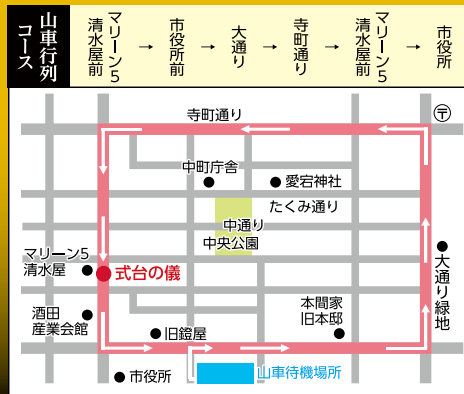 山車行列
コース
マリーン5
清水屋前
→
市役所前
→
大通り
→
寺町通り
→
マリーン5
清水屋前
→
市役所
寺町通り
〒
中町庁舎
愛宕神社
たくみ通り
中通り
中央公園
マリーン5
清水屋
式台の儀
大通り緑地
酒田
産業会館
本間家
旧本邸
旧鐙屋
市役所
山車待機場所